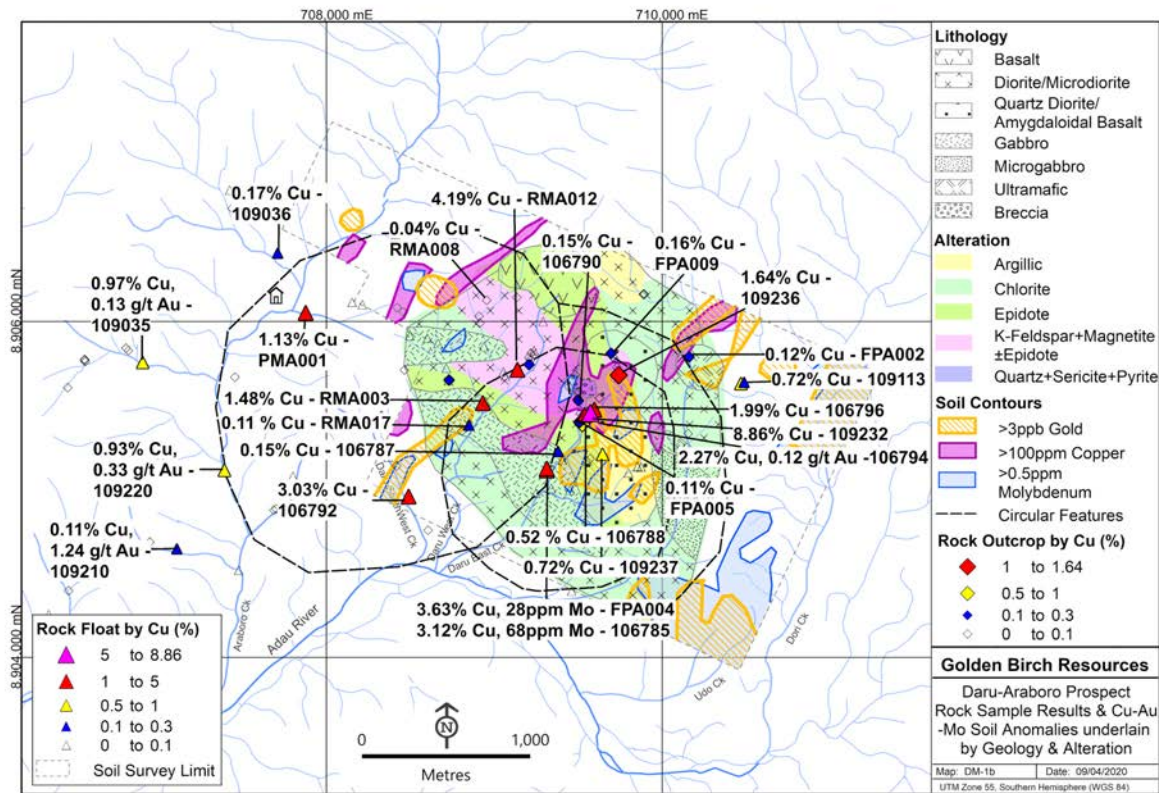 708,000 mE
710,000 mE
8,906,000 mN
8,904,000 mN
0.17% Cu -
109036
4.19% Cu - RMA012
0.04% Cu -
RMA008
0.15% Cu -
106790
0.16% Cu -
FPA009
1.64% Cu -
109236
0.97% Cu,
0.13 g/t Au -
109035
1.13% Cu -
PMA001
0.12% Cu - FPA002
0.72% Cu - 109113
1.48% Cu - RMA003
1.99% Cu - 106796
0.11 % Cu - RMA017
8.86% Cu - 109232
0.93% Cu,
0.33 g/t Au -
109220
0.15% Cu - 106787
2.27% Cu, 0.12 g/t Au -106794
3.03% Cu -
106792
0.11% Cu -
FPA005
0.11% Cu,
1.24 g/t Au -
109210
0.52 % Cu - 106788
0.72% Cu - 109237
3.63% Cu, 28ppm Mo - FPA004
3.12% Cu, 68ppm Mo - 106785
Daru West
Daru East Ck
Araboro Ck
Adau River
Dori Ck
Udo Ck
N
0 1,000
Metres
Rock Float by Cu (%)
5 to 8.86
1 to 5
0.5 to 1
0.1 to 0.3
0 to 0.1
Soil Survey Limit
Lithology
Basalt
Diorite/Microdiorite
Quartz Diorite/
Amygdaloidal Basalt
Gabbro
Microgabbro
Ultramafic
Breccia
Alteration
Argillic
Chlorite
Epidote
K-Feldspar+Magnetite
±Epidote
Quartz+Sericite+Pyrite
Soil Contours
>3ppb Gold
>100ppm Copper
>0.5ppm
Molybdenum
Circular Features
Rock Outcrop by Cu (%)
1 to 1.64
0.5 to 1
0.1 to 0.3
0 to 0.1
Golden Birch Resources
Daru-Araboro Prospect
Rock Sample Results & Cu-Au
-Mo Soil Anomalies underlain
by Geology & Alteration
Map: DM-1b Date: 09/04/2020
UTM Zone 55, Southern Hemisphere (WGS 84)